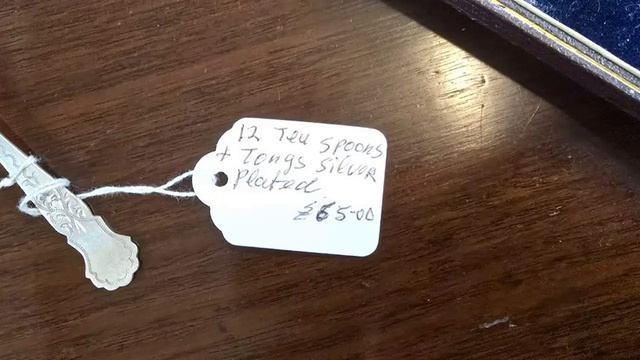 12 Tea Spoons
+ Tongs Silver
Plated
£65-00